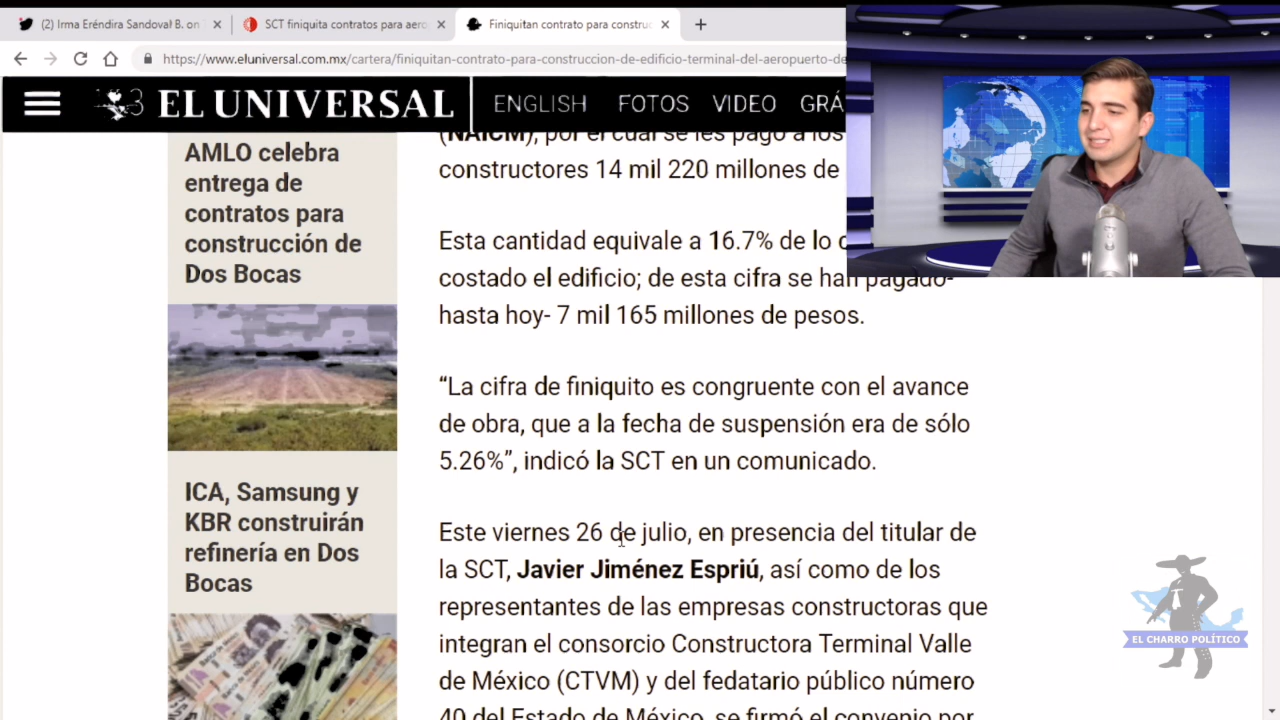 (2) Irma Eréndira Sandoval B. on
SCT finiquita contratos para aero
Finiquitan contrato para construc
https://www.eluniversal.com.mx/cartera/finiquitan-contrato-para-construccion-de-edificio-terminal-del-aeropuerto-de
EL UNIVERSAL
ENGLISH FOTOS VIDEO GRÁ
AMLO celebra
entrega de
contratos para
construcción de
Dos Bocas
ICA, Samsung y
KBR construirán
refinería en Dos
Bocas
(NAICM), por el cual se les pagó a los
constructores 14 mil 220 millones de
Esta cantidad equivale a 16.7% de lo
costado el edificio; de esta cifra se han pagado-
hasta hoy- 7 mil 165 millones de pesos.
“La cifra de finiquito es congruente con el avance
de obra, que a la fecha de suspensión era de sólo
5.26%”, indicó la SCT en un comunicado.
Este viernes 26 de julio, en presencia del titular de
la SCT, Javier Jiménez Espriú, así como de los
representantes de las empresas constructoras que
integran el consorcio Constructora Terminal Valle
de México (CTVM) y del fedatario público número
40 del Estado de México, se firmó el convenio por
EL CHARRO POLÍTICO